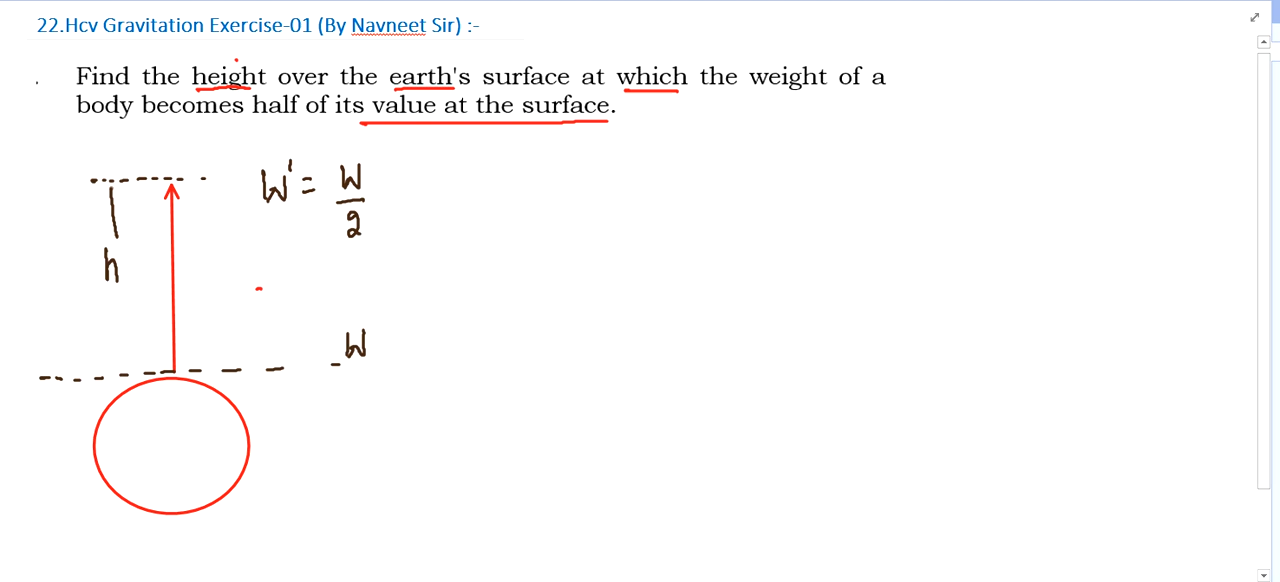 22.Hcv Gravitation Exercise-01 (By Navneet Sir) :-
. Find the height over the earth's surface at which the weight of a
body becomes half of its value at the surface.
W' = W/2
h
W